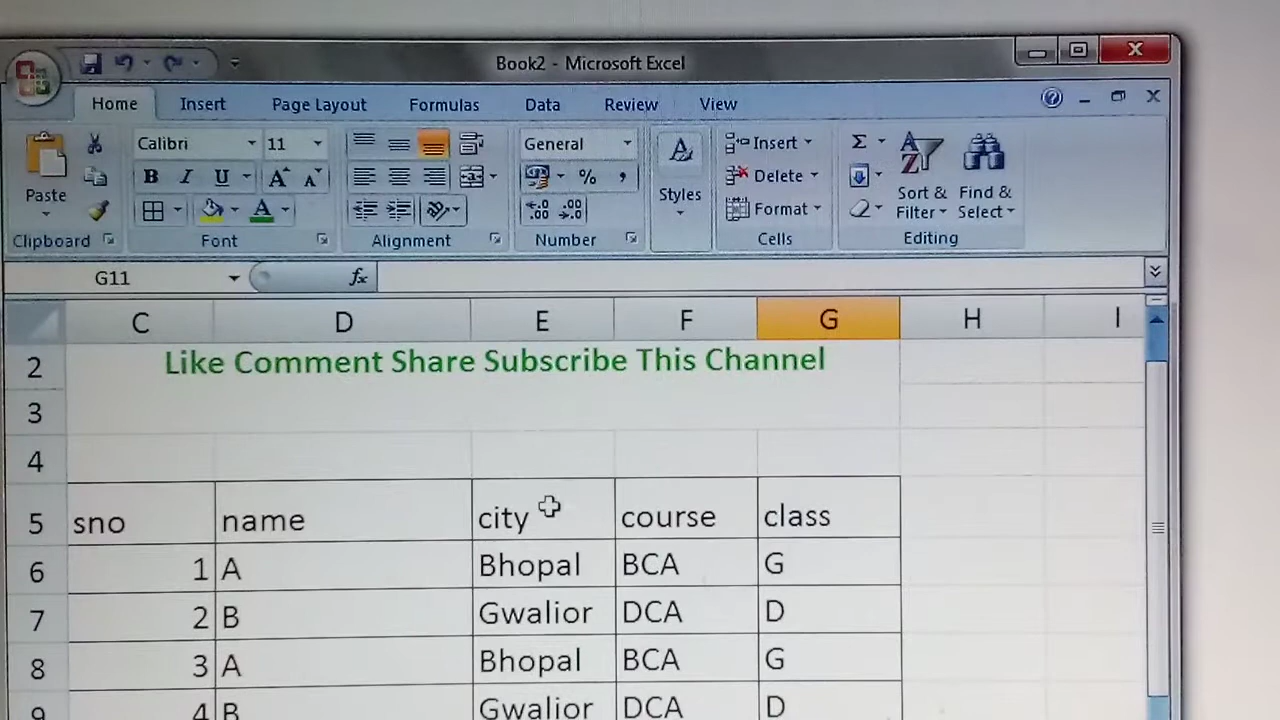 Book2 - Microsoft Excel
Home Insert Page Layout Formulas Data Review View
Calibri 11 General Insert
Paste B I U A A % , Styles Delete Sort & Find &
Format Filter Select
Clipboard Font Alignment Number Cells Editing
G11 fx
C D E F G H I
2 Like Comment Share Subscribe This Channel
3
4
5 sno name city course class
6 1 A Bhopal BCA G
7 2 B Gwalior DCA D
8 3 A Bhopal BCA G
9 4 B Gwalior DCA D